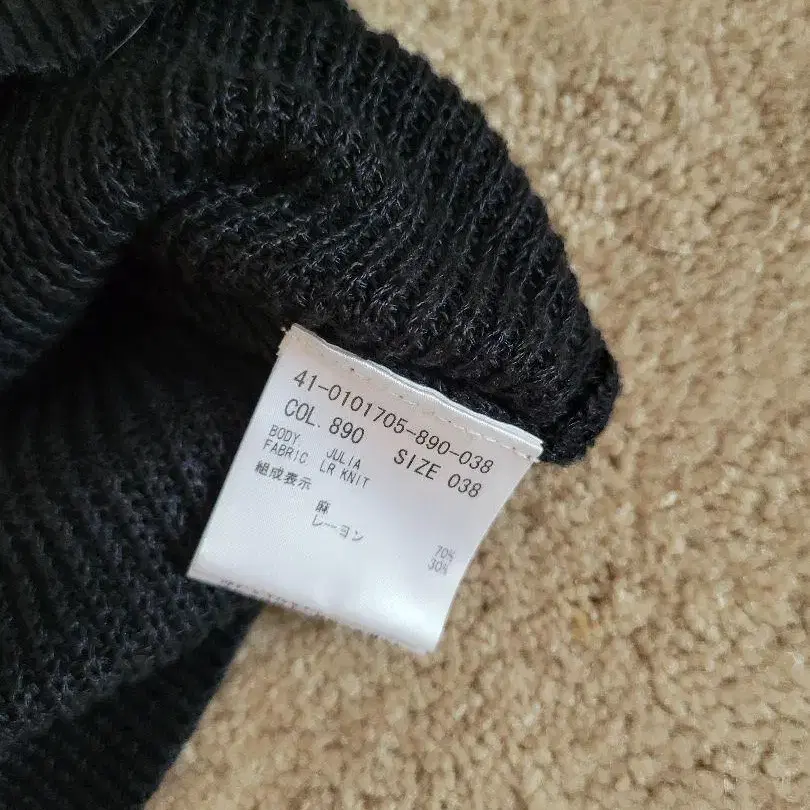 41-0101705-890-038
COL. 890 SIZE 038
BODY. JULIA
FABRIC LR KNIT
組成表示
麻 70%
レーヨン 30%